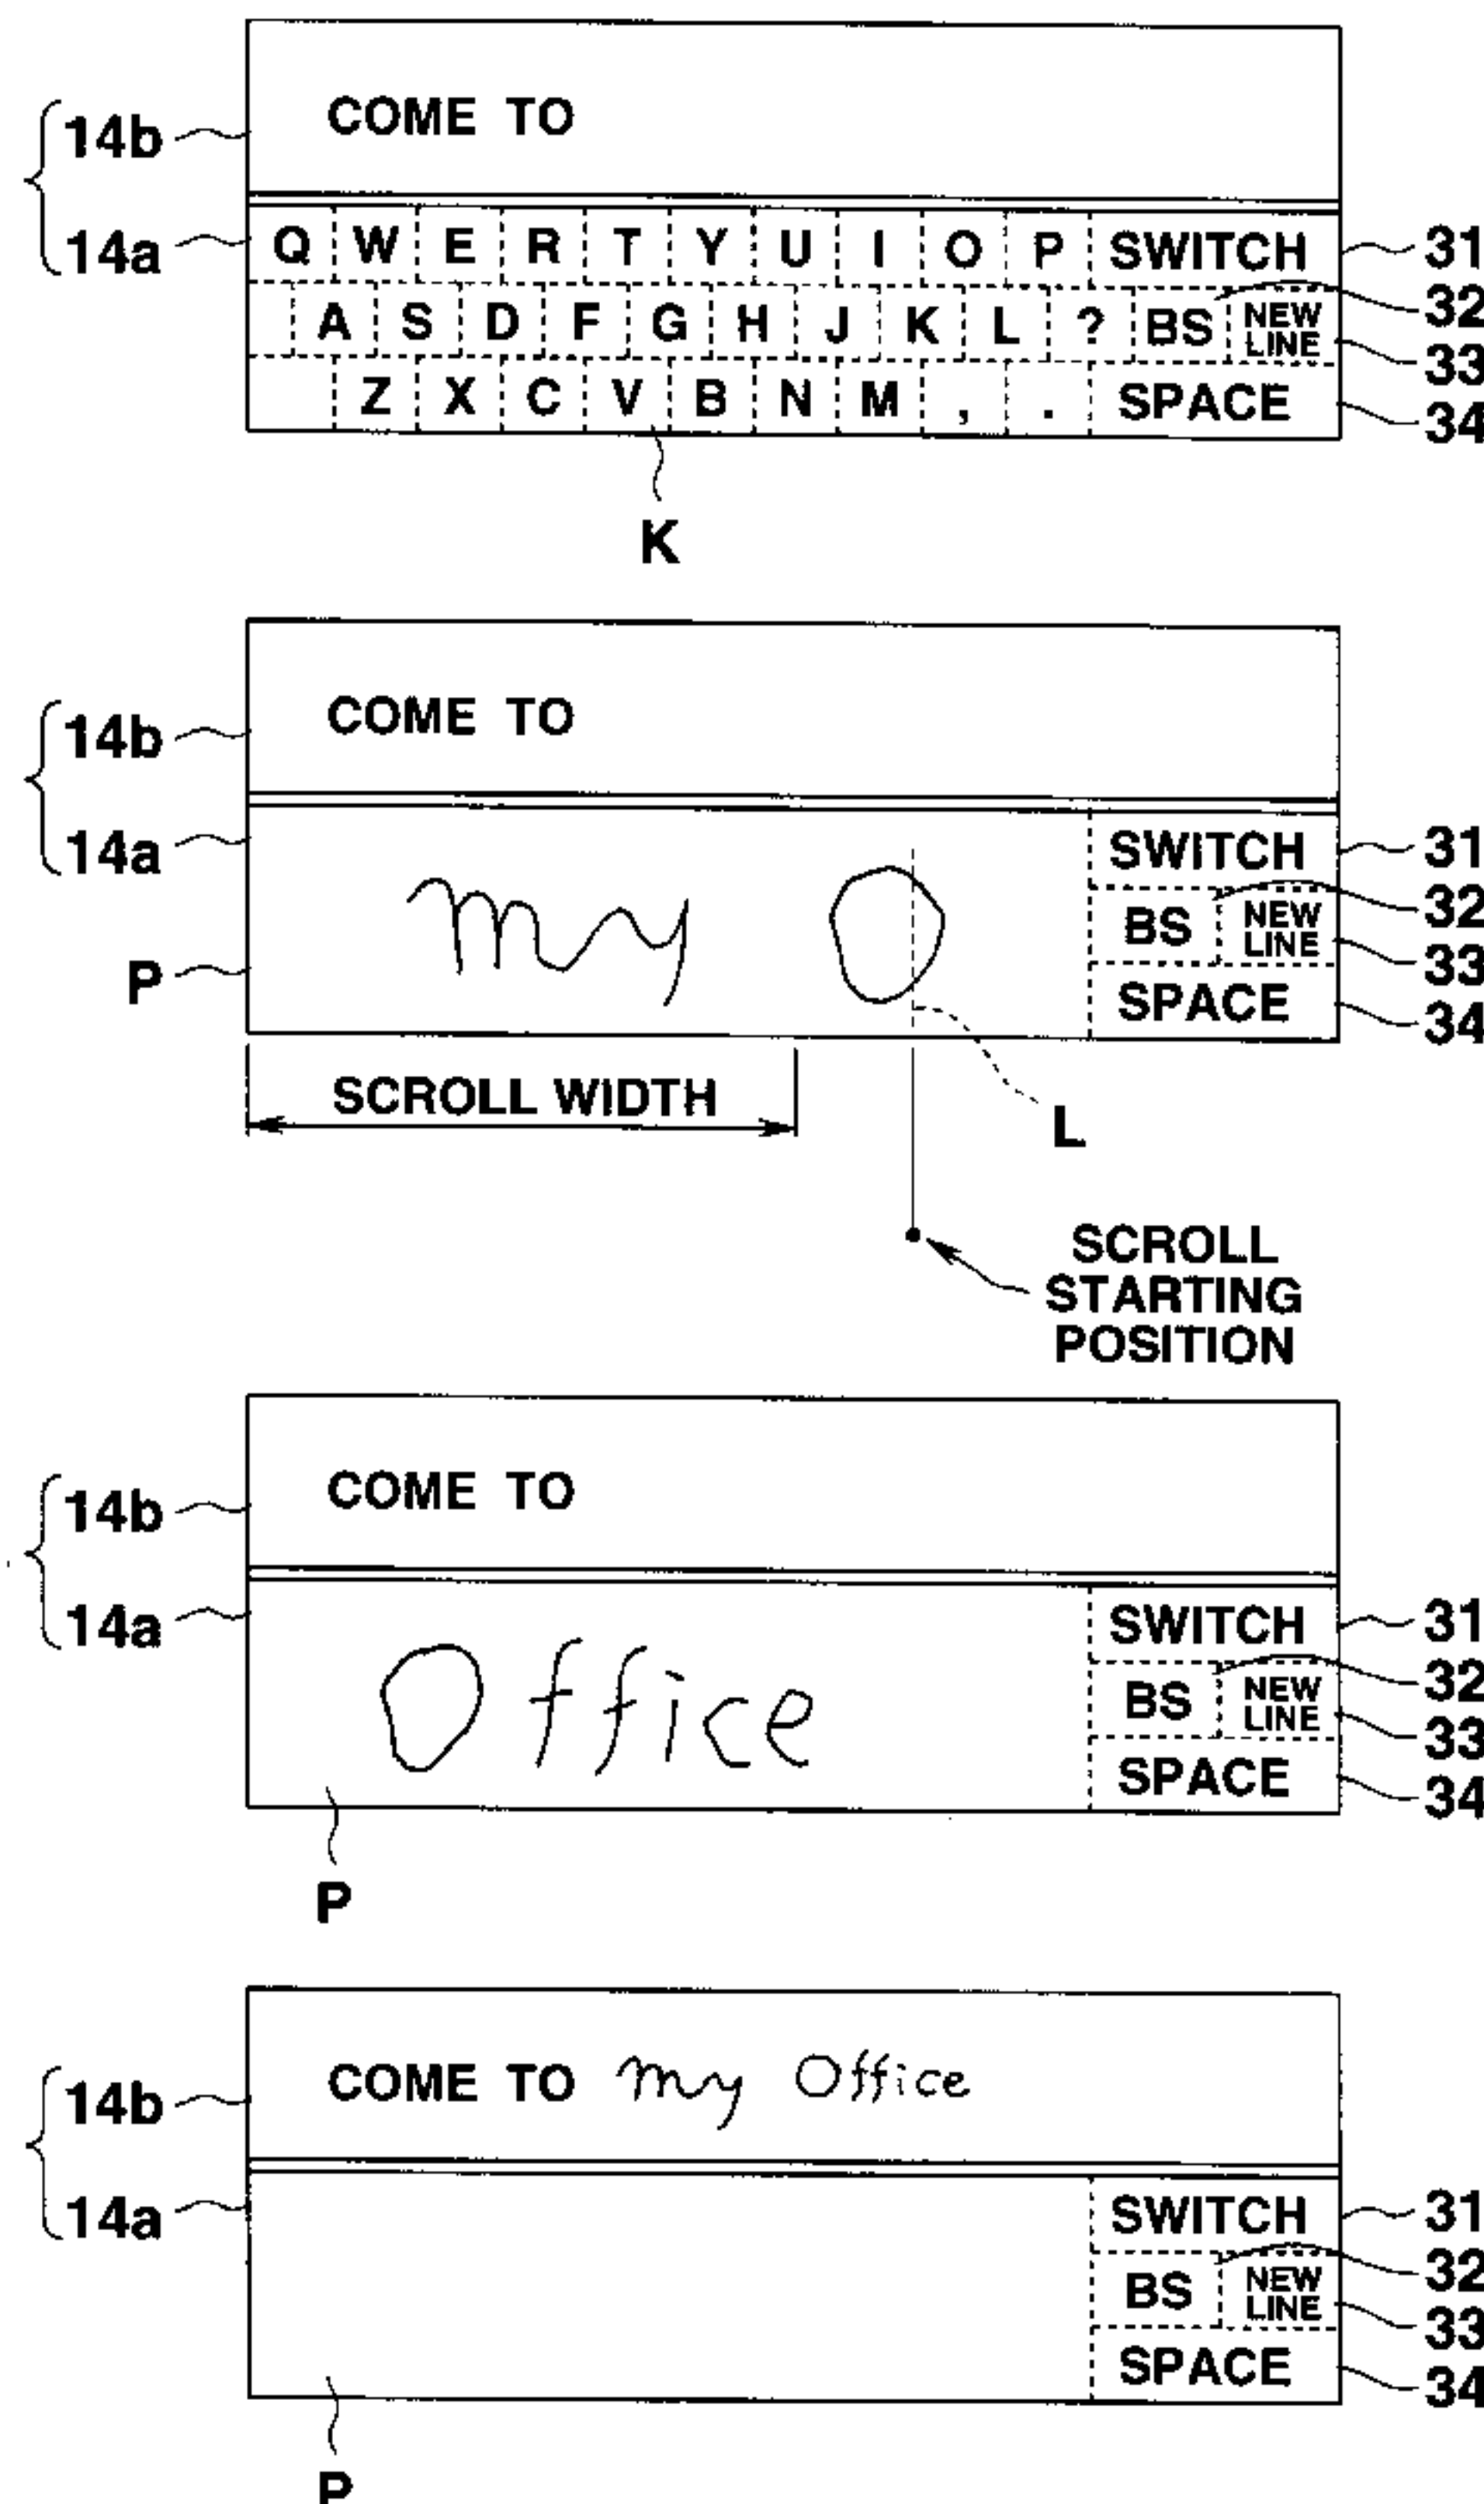 COME TO
14b
14a
Q W E R T Y U I O P SWITCH 31
A S D F G H J K L ? BS NEW LINE 32
33
Z X C V B N M , . SPACE 34
K
COME TO
14b
14a
SWITCH 31
my O BS NEW LINE 32
P 33
SPACE 34
SCROLL WIDTH
L
SCROLL
STARTING
POSITION
COME TO
14b
14a
SWITCH 31
Office BS NEW LINE 32
33
SPACE 34
P
COME TO my Office
14b
14a
SWITCH 31
BS NEW LINE 32
33
SPACE 34
P